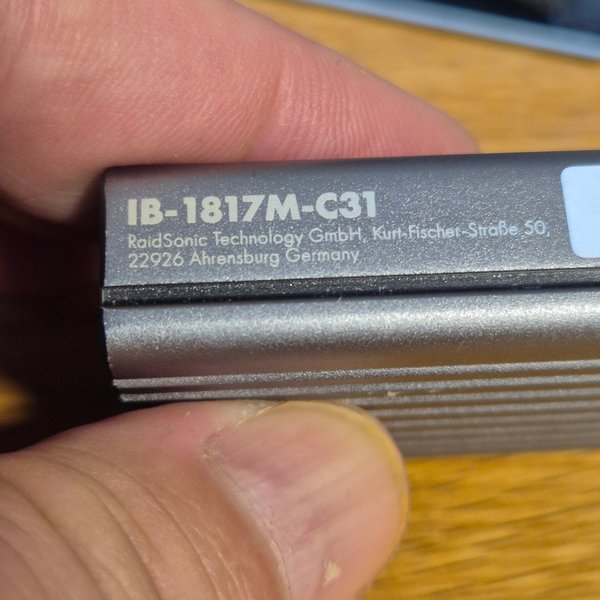 IB-1817M-C31
RaidSonic Technology GmbH, Kurt-Fischer-Straße 50,
22926 Ahrensburg Germany